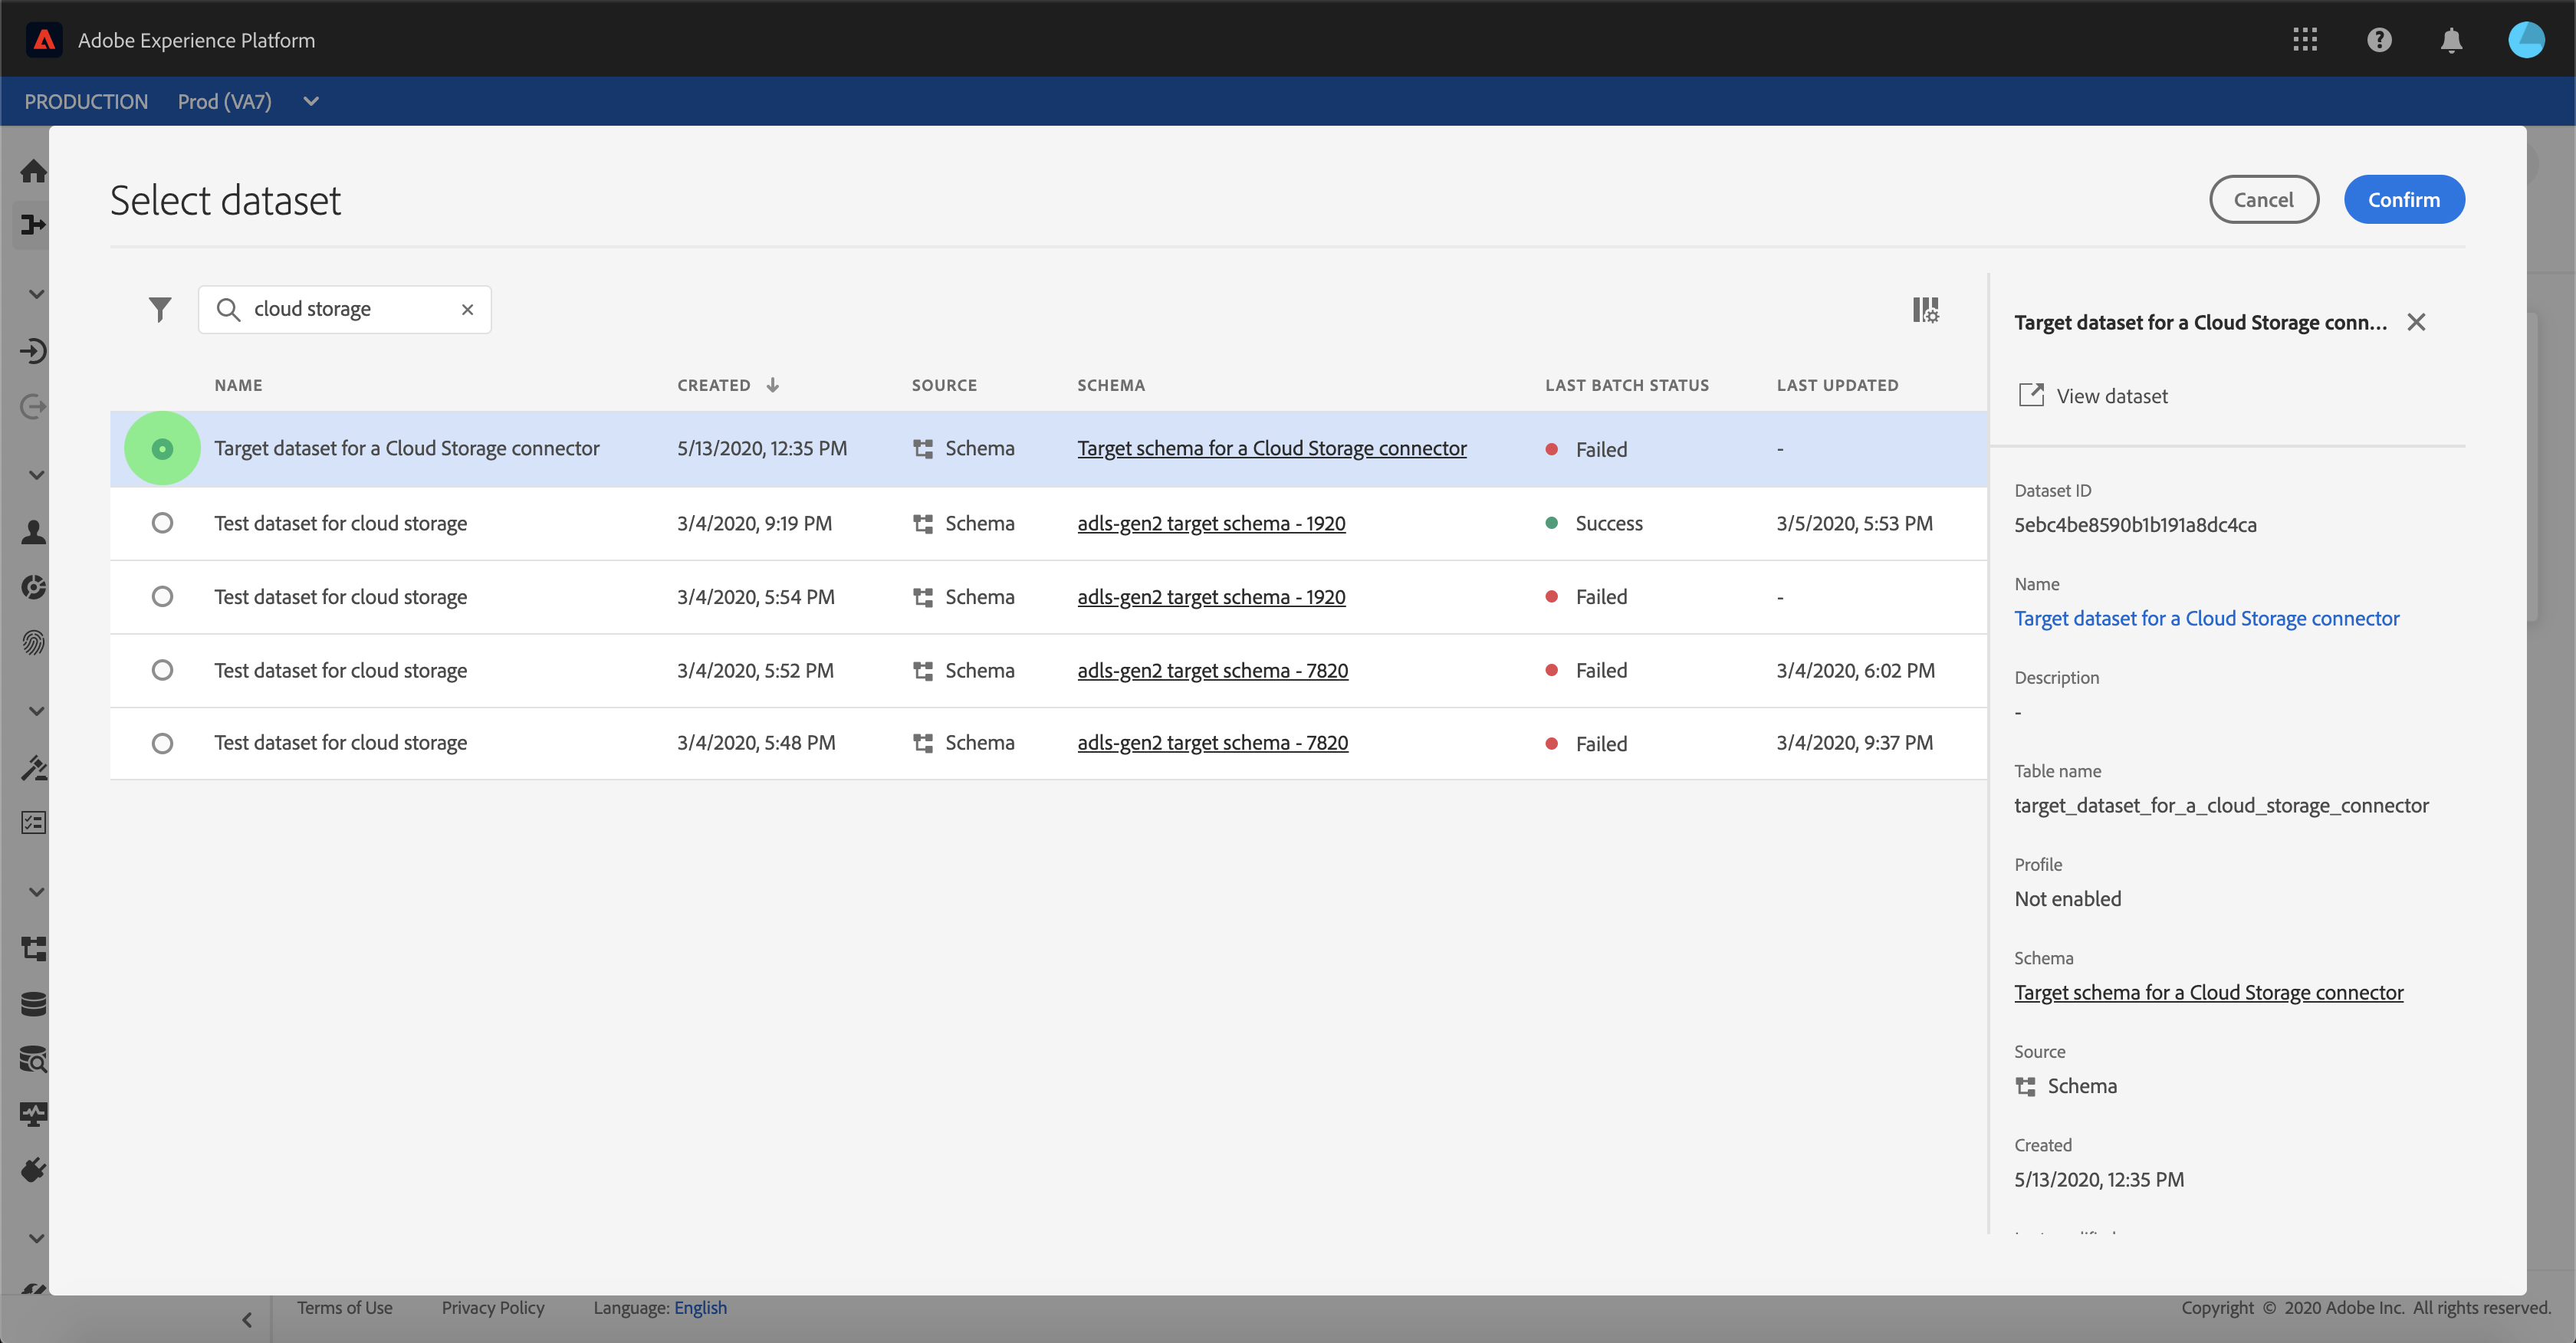 Adobe Experience Platform
PRODUCTION Prod (VA7)
Select dataset
Cancel Confirm
cloud storage
NAME CREATED SOURCE SCHEMA LAST BATCH STATUS LAST UPDATED
Target dataset for a Cloud Storage connector 5/13/2020, 12:35 PM Schema Target schema for a Cloud Storage connector Failed -
Test dataset for cloud storage 3/4/2020, 9:19 PM Schema adls-gen2 target schema - 1920 Success 3/5/2020, 5:53 PM
Test dataset for cloud storage 3/4/2020, 5:54 PM Schema adls-gen2 target schema - 1920 Failed -
Test dataset for cloud storage 3/4/2020, 5:52 PM Schema adls-gen2 target schema - 7820 Failed 3/4/2020, 6:02 PM
Test dataset for cloud storage 3/4/2020, 5:48 PM Schema adls-gen2 target schema - 7820 Failed 3/4/2020, 9:37 PM
Target dataset for a Cloud Storage conn...
View dataset
Dataset ID
5ebc4be8590b1b191a8dc4ca
Name
Target dataset for a Cloud Storage connector
Description
-
Table name
target_dataset_for_a_cloud_storage_connector
Profile
Not enabled
Schema
Target schema for a Cloud Storage connector
Source
Schema
Created
5/13/2020, 12:35 PM
Terms of Use Privacy Policy Language: English Copyright © 2020 Adobe Inc. All rights reserved.